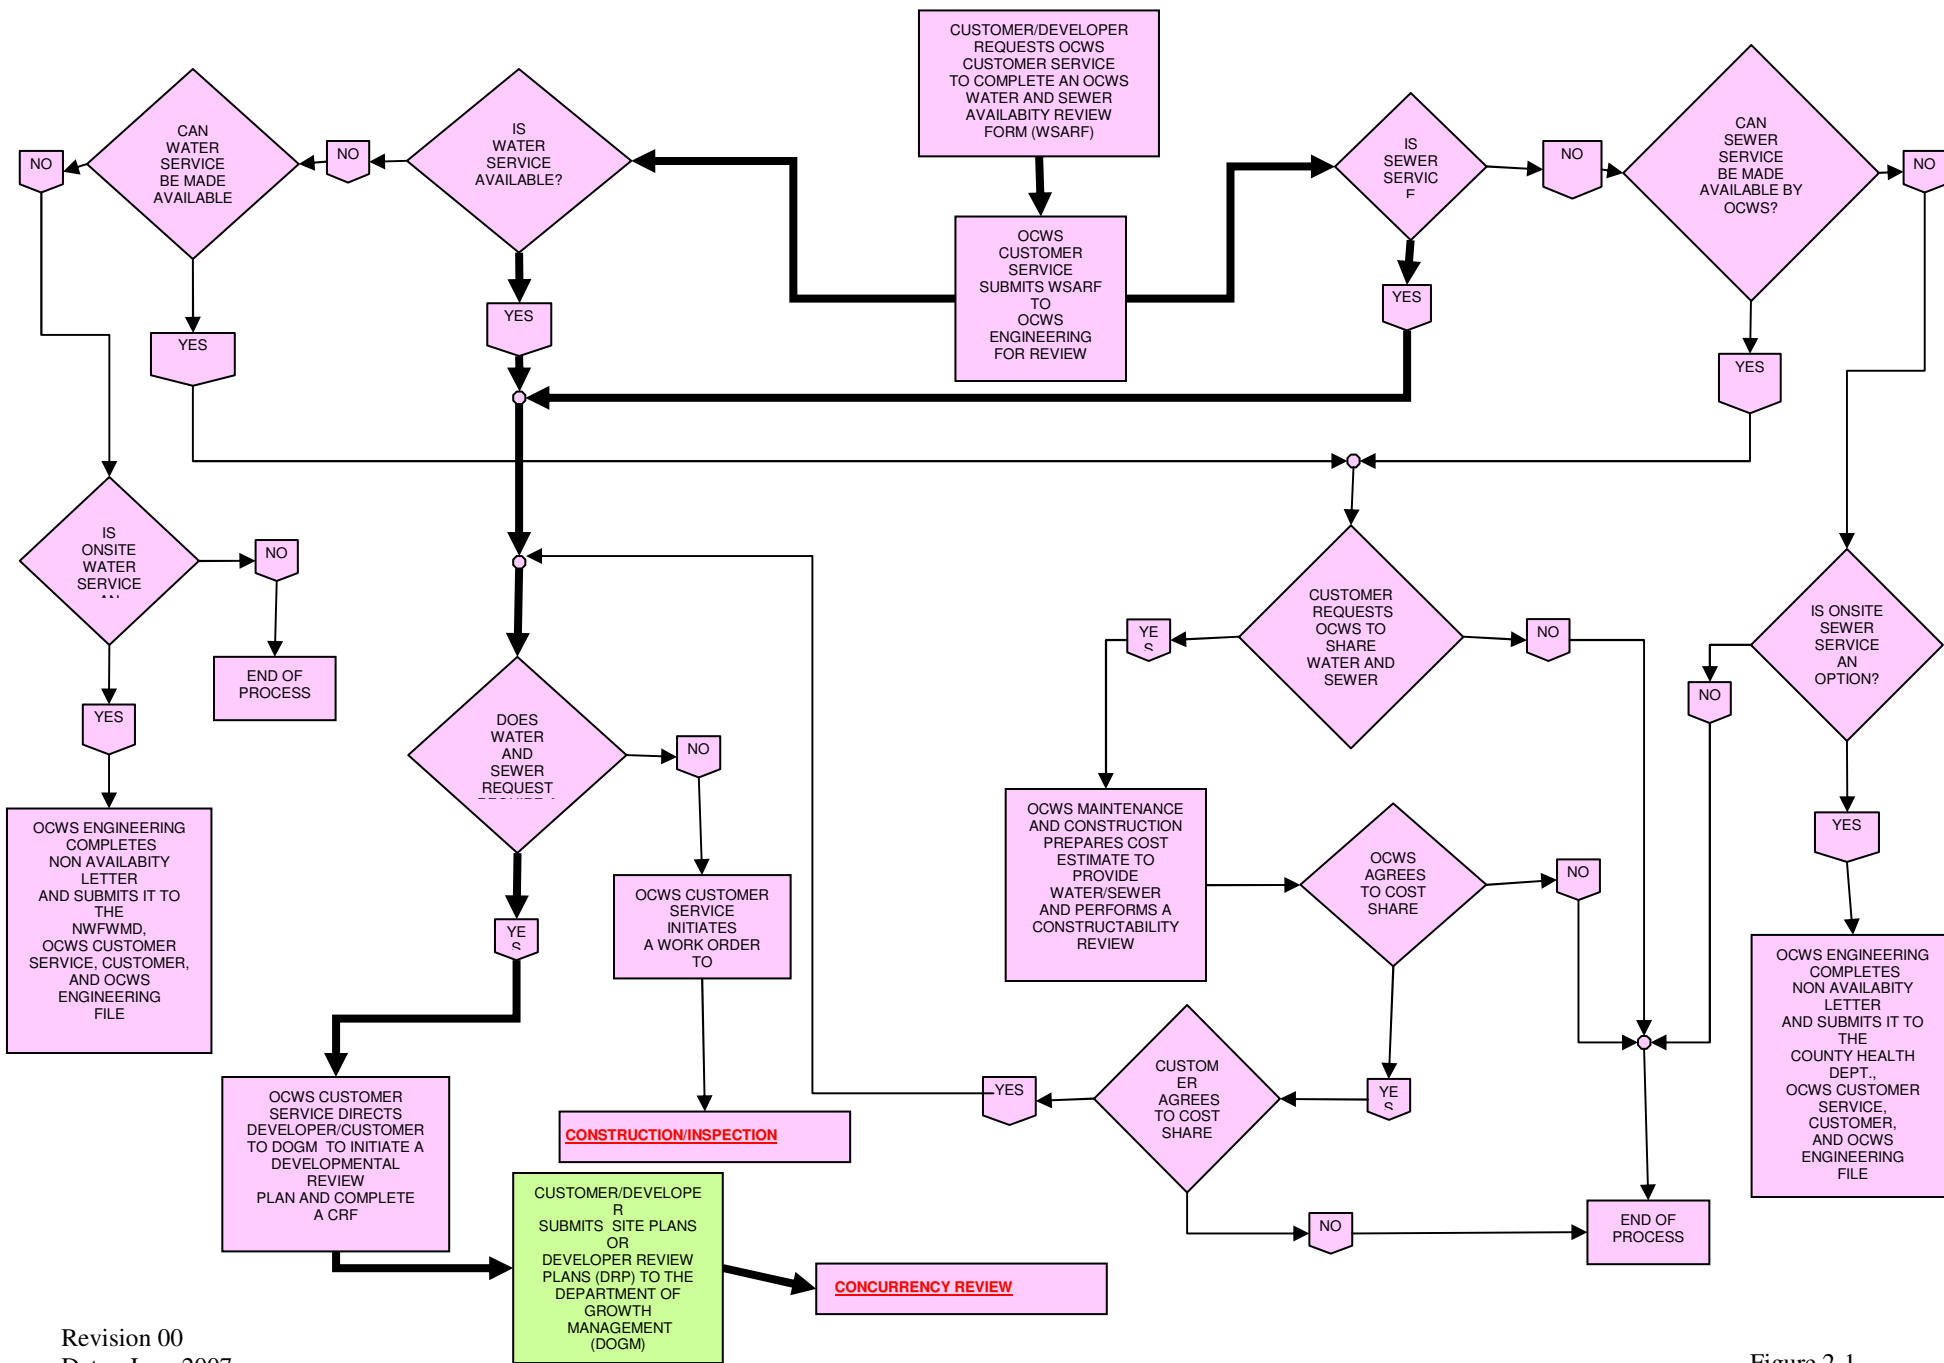 CUSTOMER/DEVELOPER
REQUESTS OCWS
CUSTOMER SERVICE
TO COMPLETE AN OCWS
WATER AND SEWER
AVAILABITY REVIEW
FORM (WSARF)
CAN
WATER
SERVICE
BE MADE
AVAILABLE
NO
NO
IS
WATER
SERVICE
AVAILABLE?
IS
SEWER
SERVIC
NO
CAN
SEWER
SERVICE
BE MADE
AVAILABLE BY
OCWS?
NO
OCWS
CUSTOMER
SERVICE
SUBMITS WSARF
TO
OCWS
ENGINEERING
FOR REVIEW
YES
YES
YES
YES
IS
ONSITE
WATER
SERVICE
NO
END OF
PROCESS
YES
CUSTOMER
REQUESTS
OCWS TO
SHARE
WATER AND
SEWER
YE
S
NO
IS ONSITE
SEWER
SERVICE
AN
OPTION?
NO
YES
DOES
WATER
AND
SEWER
REQUEST
NO
YE
S
OCWS ENGINEERING
COMPLETES
NON AVAILABITY
LETTER
AND SUBMITS IT TO
THE
NWFWMD,
OCWS CUSTOMER
SERVICE, CUSTOMER,
AND OCWS
ENGINEERING
FILE
OCWS CUSTOMER
SERVICE
INITIATES
A WORK ORDER
TO
OCWS MAINTENANCE
AND CONSTRUCTION
PREPARES COST
ESTIMATE TO
PROVIDE
WATER/SEWER
AND PERFORMS A
CONSTRUCTABILITY
REVIEW
OCWS
AGREES
TO COST
SHARE
NO
YE
S
OCWS ENGINEERING
COMPLETES
NON AVAILABITY
LETTER
AND SUBMITS IT TO
THE
COUNTY HEALTH
DEPT.,
OCWS CUSTOMER
SERVICE,
CUSTOMER,
AND OCWS
ENGINEERING
FILE
CUSTOM
ER
AGREES
TO COST
SHARE
YES
NO
END OF
PROCESS
OCWS CUSTOMER
SERVICE DIRECTS
DEVELOPER/CUSTOMER
TO DOGM TO INITIATE A
DEVELOPMENTAL
REVIEW
PLAN AND COMPLETE
A CRF
CONSTRUCTION/INSPECTION
CUSTOMER/DEVELOPE
R
SUBMITS SITE PLANS
OR
DEVELOPER REVIEW
PLANS (DRP) TO THE
DEPARTMENT OF
GROWTH
MANAGEMENT
(DOGM)
CONCURRENCY REVIEW
Revision 00